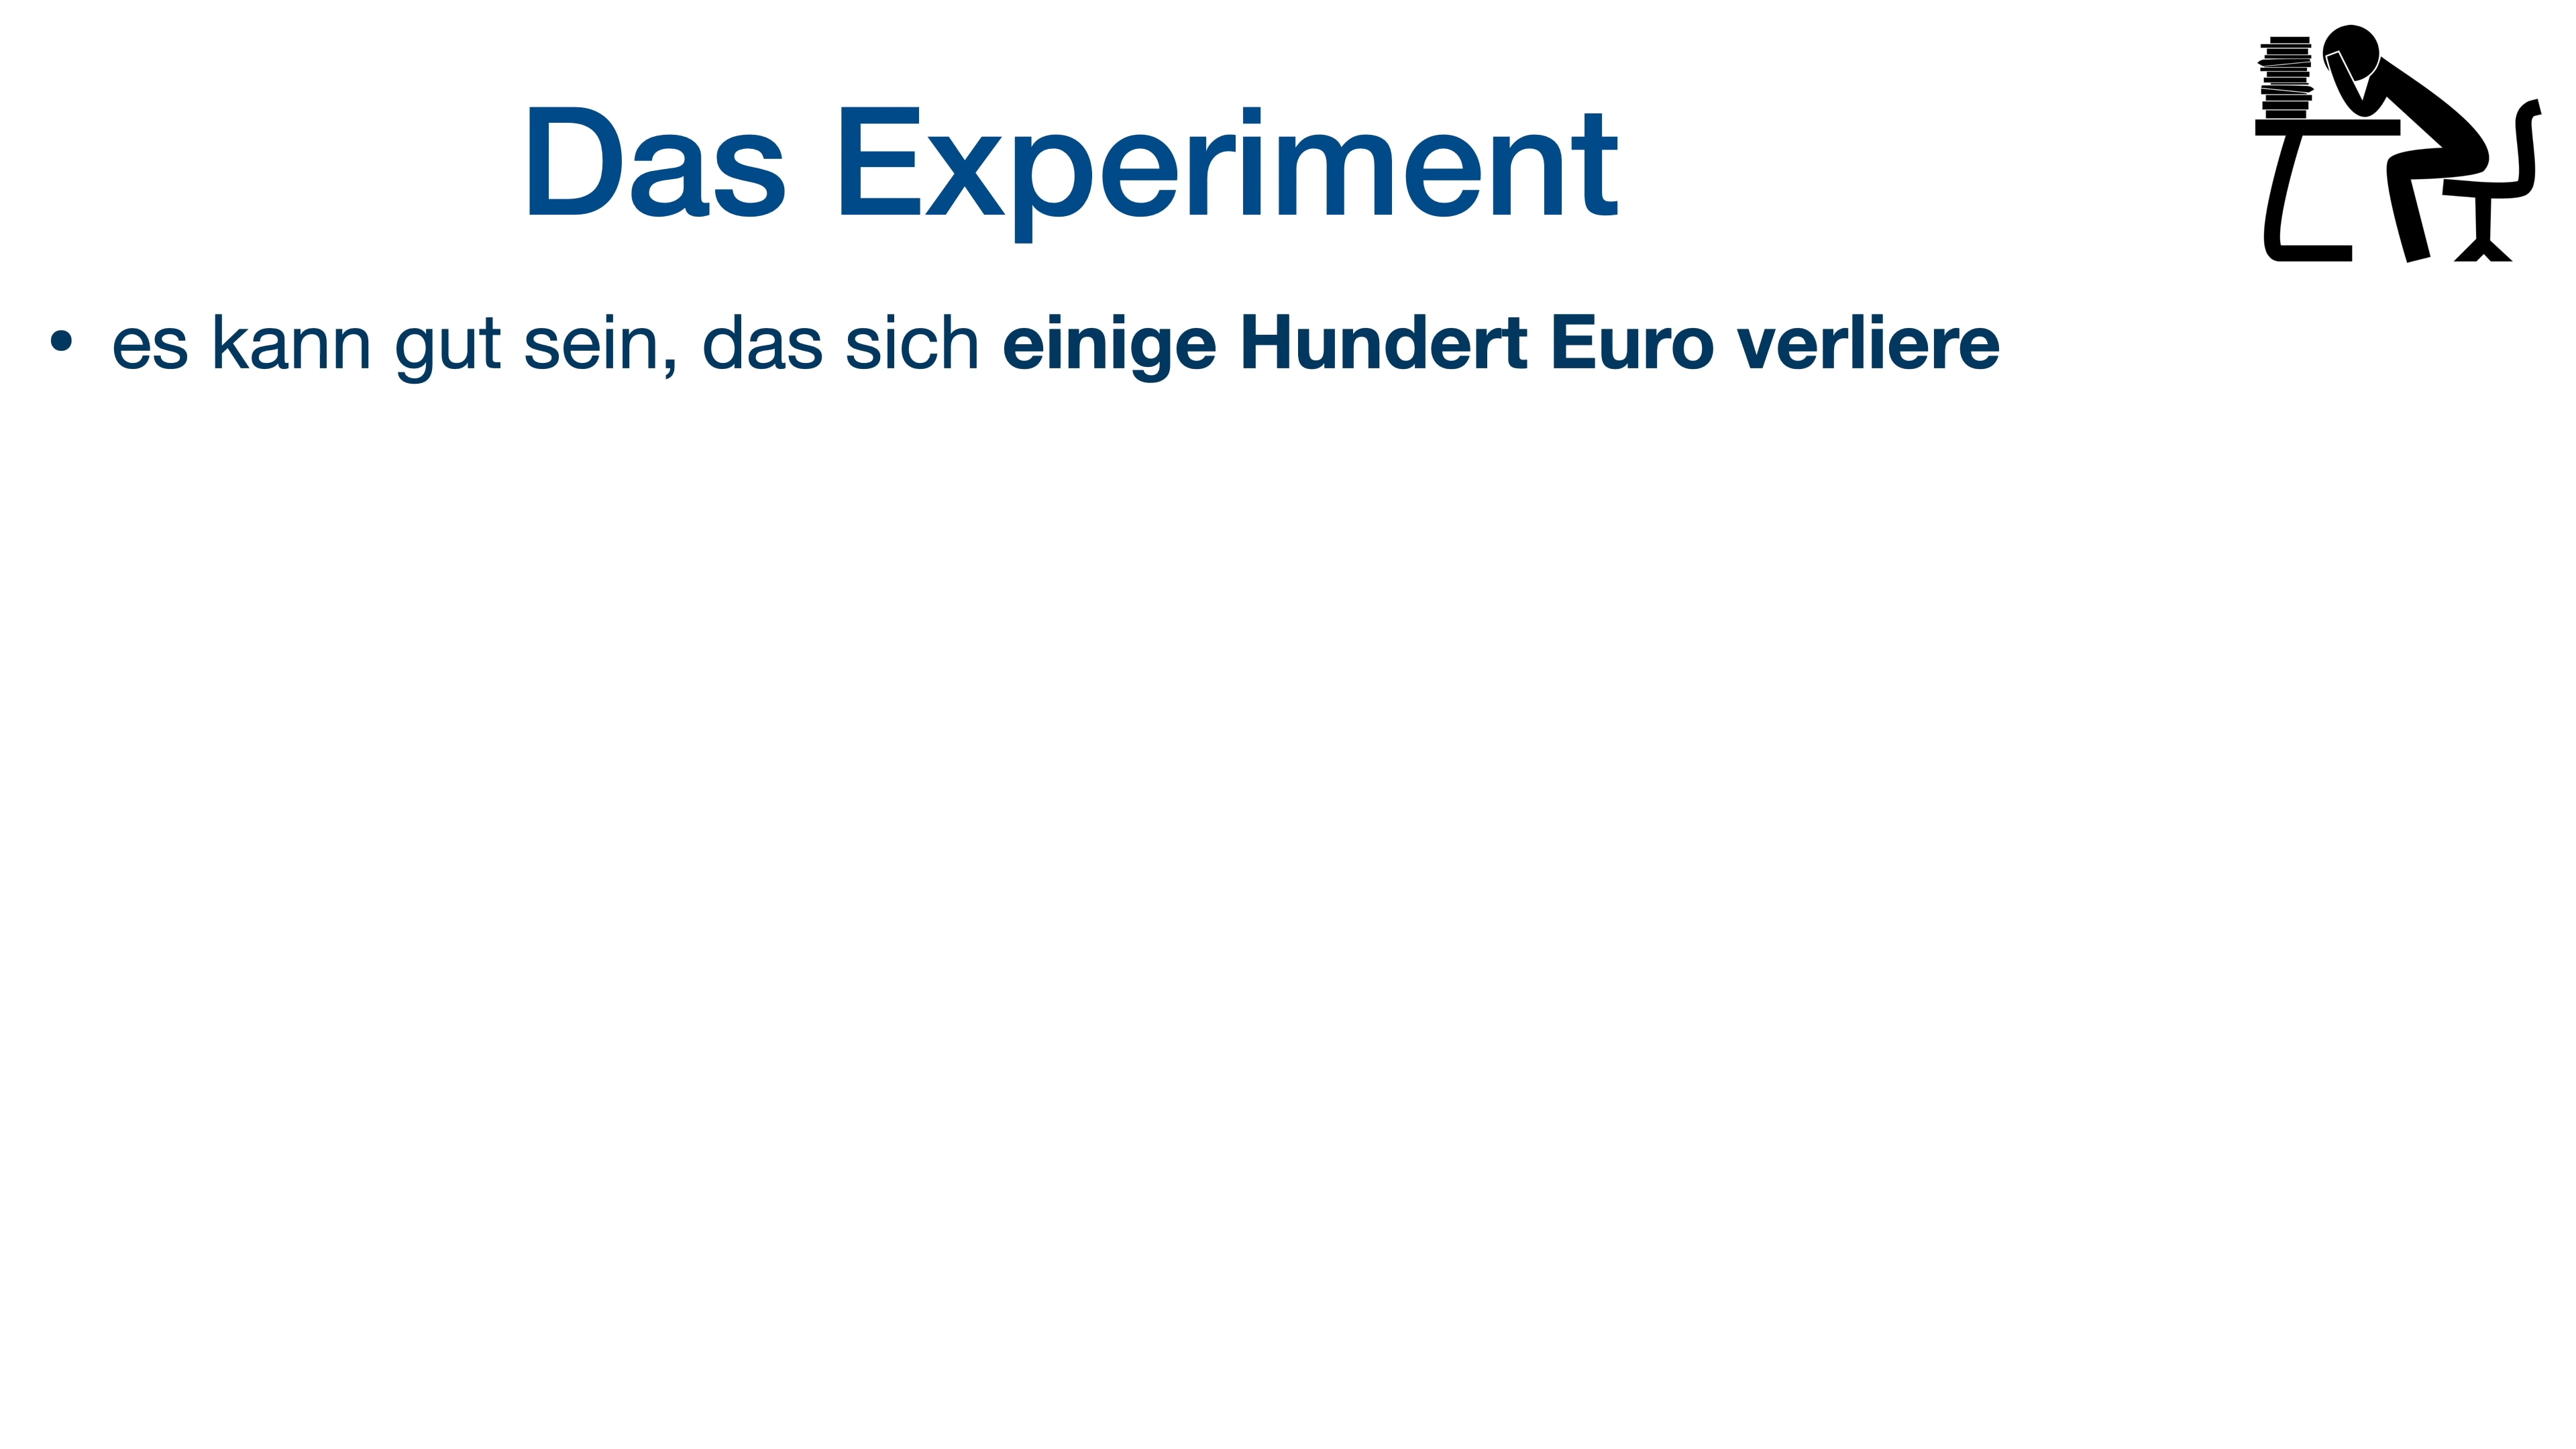 Das Experiment
• es kann gut sein, das sich einige Hundert Euro verliere